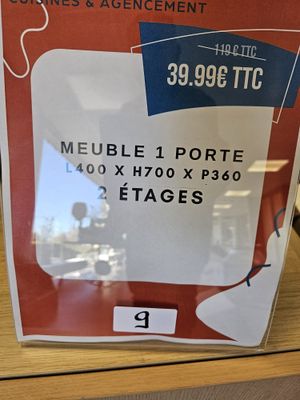 CUISINES & AGENCEMENT
119€ TTC
39.99€ TTC
MEUBLE 1 PORTE
L400 X H700 X P360
2 ÉTAGES
9